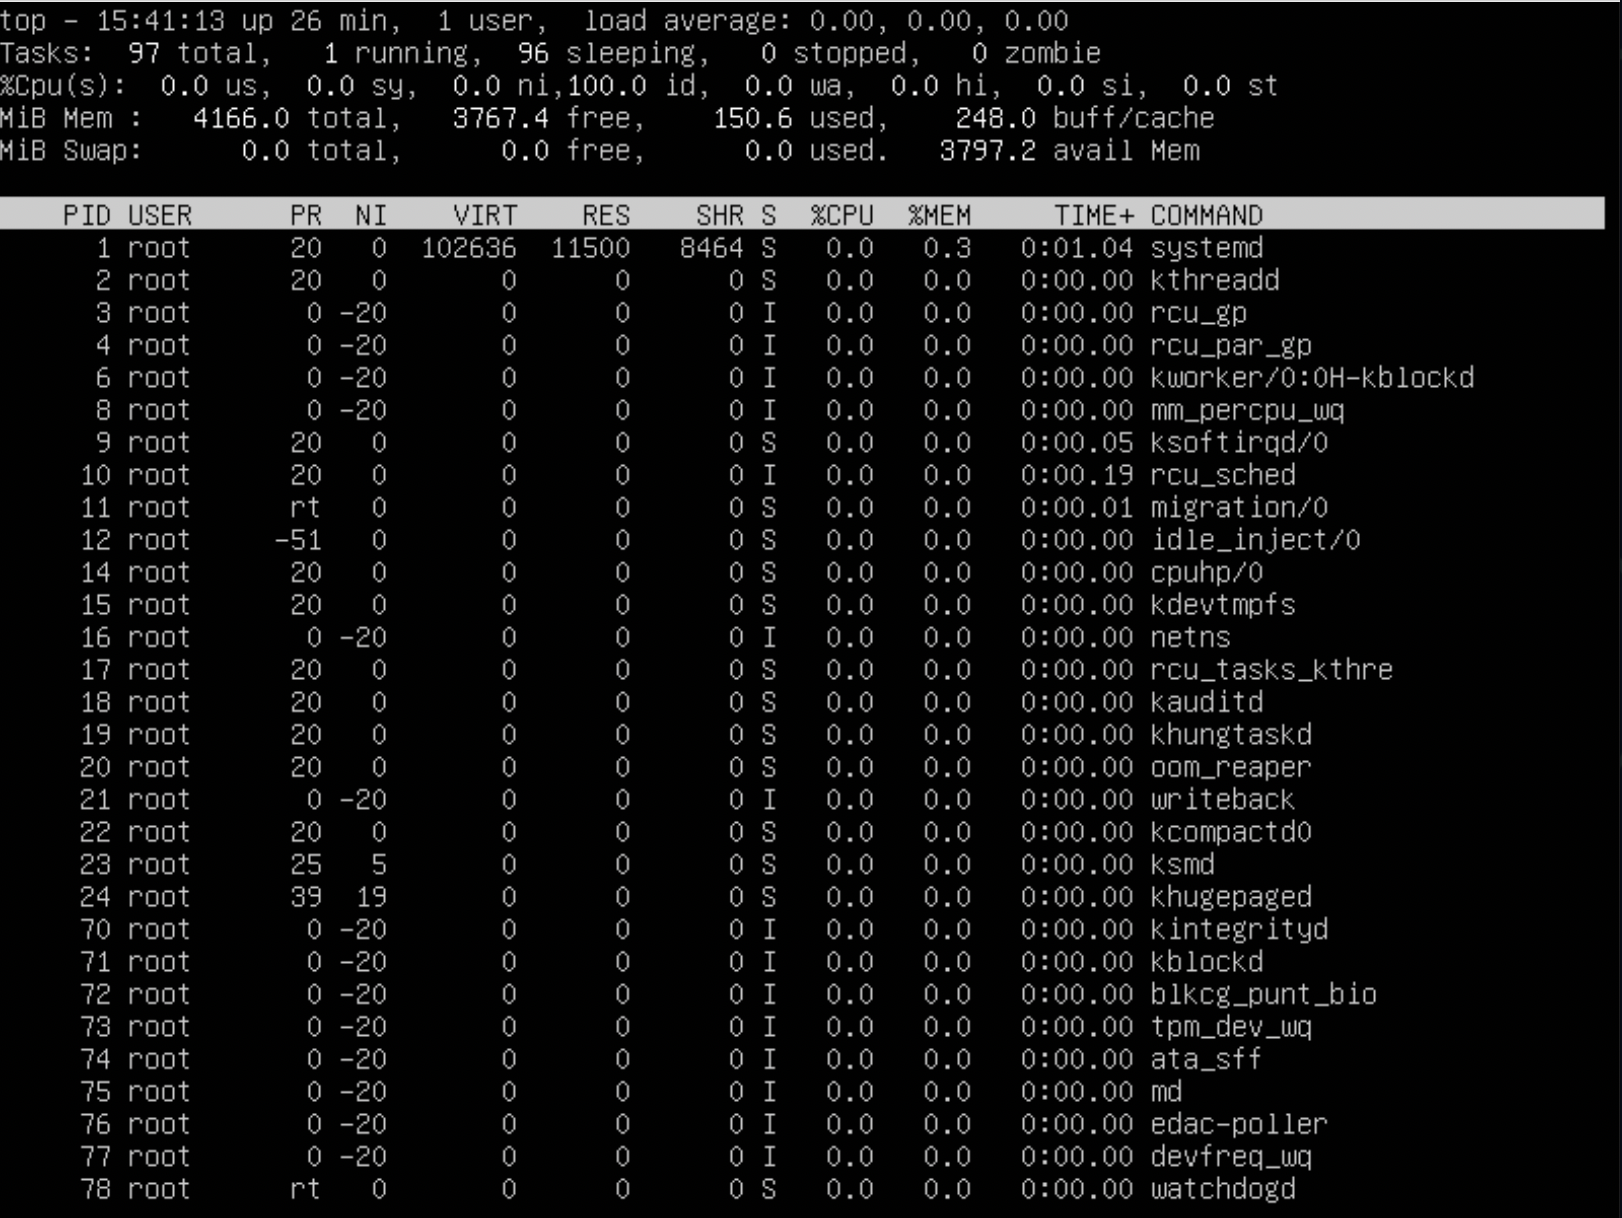 top - 15:41:13 up 26 min,  1 user,  load average: 0.00, 0.00, 0.00
Tasks:  97 total,   1 running,  96 sleeping,   0 stopped,   0 zombie
%Cpu(s):  0.0 us,  0.0 sy,  0.0 ni,100.0 id,  0.0 wa,  0.0 hi,  0.0 si,  0.0 st
MiB Mem :   4166.0 total,   3767.4 free,    150.6 used,    248.0 buff/cache
MiB Swap:      0.0 total,      0.0 free,      0.0 used.   3797.2 avail Mem
PID USER      PR  NI    VIRT    RES    SHR S  %CPU  %MEM     TIME+ COMMAND
1 root      20   0  102636  11500   8464 S   0.0   0.3   0:01.04 systemd
2 root      20   0       0      0      0 S   0.0   0.0   0:00.00 kthreadd
3 root       0 -20       0      0      0 I   0.0   0.0   0:00.00 rcu_gp
4 root       0 -20       0      0      0 I   0.0   0.0   0:00.00 rcu_par_gp
6 root       0 -20       0      0      0 I   0.0   0.0   0:00.00 kworker/0:0H-kblockd
8 root       0 -20       0      0      0 I   0.0   0.0   0:00.00 mm_percpu_wq
9 root      20   0       0      0      0 S   0.0   0.0   0:00.05 ksoftirqd/0
10 root      20   0       0      0      0 I   0.0   0.0   0:00.19 rcu_sched
11 root      rt   0       0      0      0 S   0.0   0.0   0:00.01 migration/0
12 root     -51   0       0      0      0 S   0.0   0.0   0:00.00 idle_inject/0
14 root      20   0       0      0      0 S   0.0   0.0   0:00.00 cpuhp/0
15 root      20   0       0      0      0 S   0.0   0.0   0:00.00 kdevtmpfs
16 root       0 -20       0      0      0 I   0.0   0.0   0:00.00 netns
17 root      20   0       0      0      0 S   0.0   0.0   0:00.00 rcu_tasks_kthre
18 root      20   0       0      0      0 S   0.0   0.0   0:00.00 kauditd
19 root      20   0       0      0      0 S   0.0   0.0   0:00.00 khungtaskd
20 root      20   0       0      0      0 S   0.0   0.0   0:00.00 oom_reaper
21 root       0 -20       0      0      0 I   0.0   0.0   0:00.00 writeback
22 root      20   0       0      0      0 S   0.0   0.0   0:00.00 kcompactd0
23 root      25   5       0      0      0 S   0.0   0.0   0:00.00 ksmd
24 root      39  19       0      0      0 S   0.0   0.0   0:00.00 khugepaged
70 root       0 -20       0      0      0 I   0.0   0.0   0:00.00 kintegrityd
71 root       0 -20       0      0      0 I   0.0   0.0   0:00.00 kblockd
72 root       0 -20       0      0      0 I   0.0   0.0   0:00.00 blkcg_punt_bio
73 root       0 -20       0      0      0 I   0.0   0.0   0:00.00 tpm_dev_wq
74 root       0 -20       0      0      0 I   0.0   0.0   0:00.00 ata_sff
75 root       0 -20       0      0      0 I   0.0   0.0   0:00.00 md
76 root       0 -20       0      0      0 I   0.0   0.0   0:00.00 edac-poller
77 root       0 -20       0      0      0 I   0.0   0.0   0:00.00 devfreq_wq
78 root      rt   0       0      0      0 S   0.0   0.0   0:00.00 watchdogd